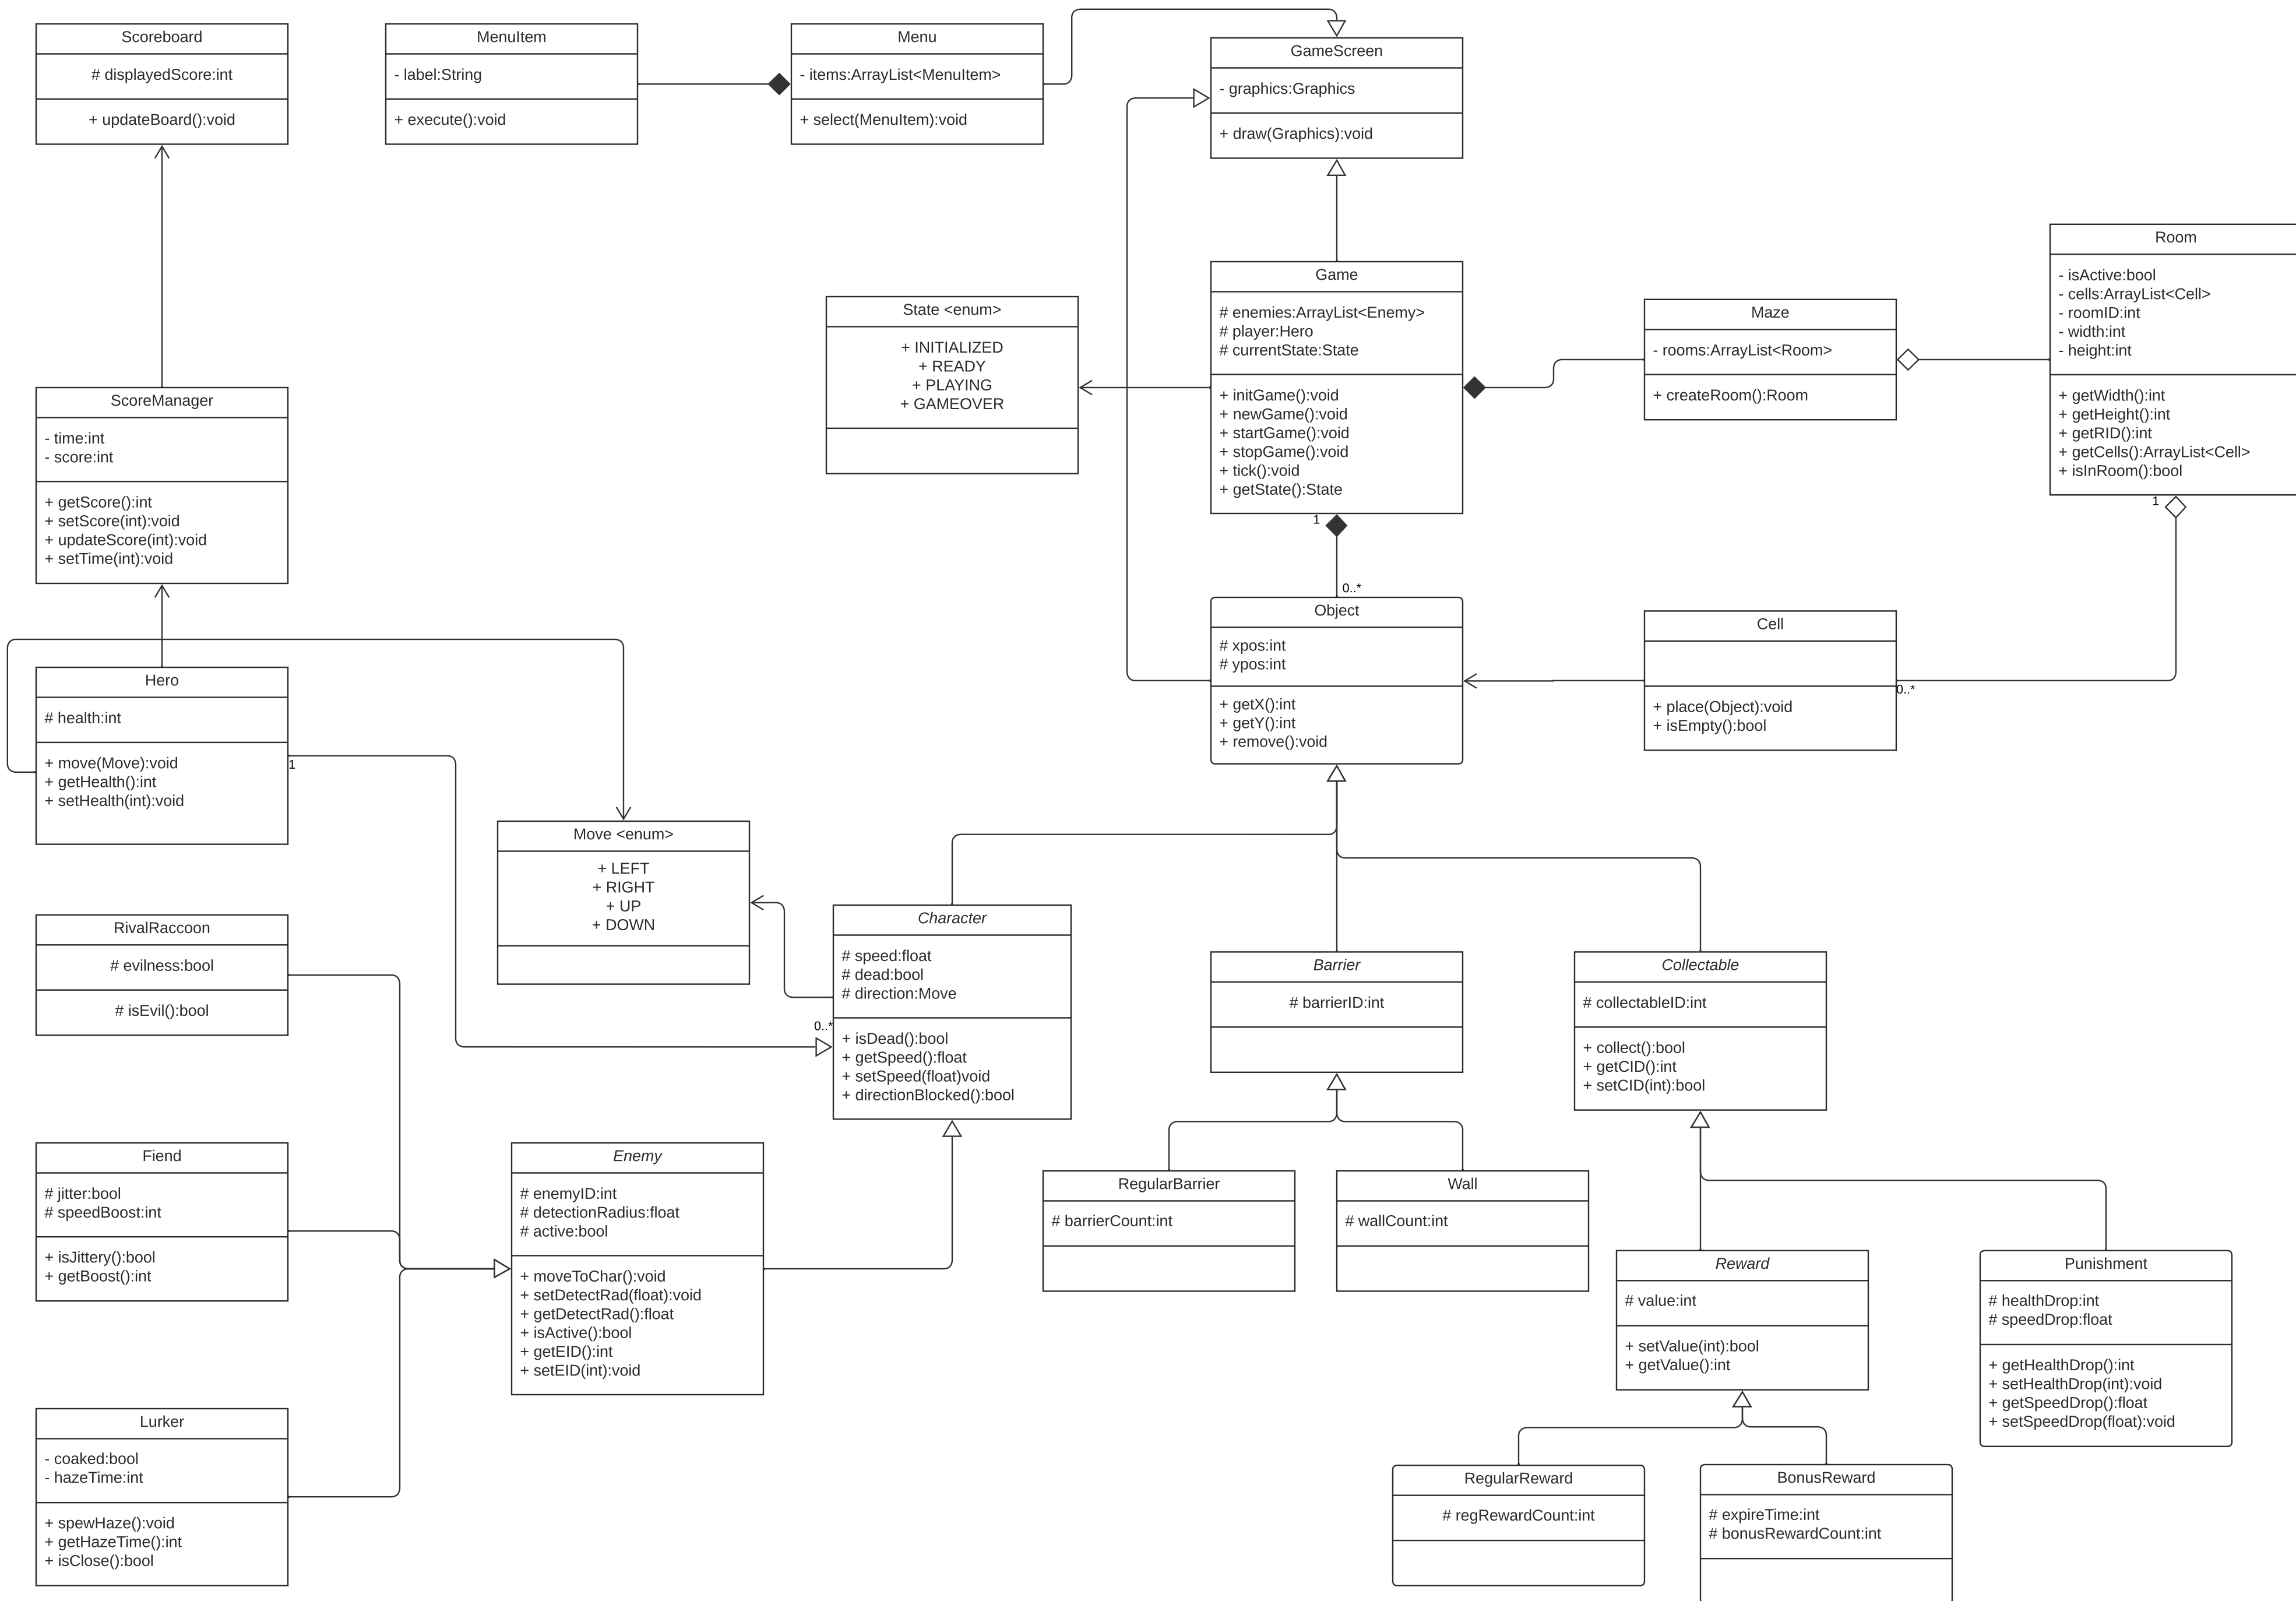 Scoreboard
# displayedScore:int
+ updateBoard():void
MenuItem
- label:String
+ execute():void
Menu
- items:ArrayList<MenuItem>
+ select(MenuItem):void
GameScreen
- graphics:Graphics
+ draw(Graphics):void
State <enum>
+ INITIALIZED
+ READY
+ PLAYING
+ GAMEOVER
Game
# enemies:ArrayList<Enemy>
# player:Hero
# currentState:State
+ initGame():void
+ newGame():void
+ startGame():void
+ stopGame():void
+ tick():void
+ getState():State
1
0..*
Maze
- rooms:ArrayList<Room>
+ createRoom():Room
Room
- isActive:bool
- cells:ArrayList<Cell>
- roomID:int
- width:int
- height:int
+ getWidth():int
+ getHeight():int
+ getRID():int
+ getCells():ArrayList<Cell>
+ isInRoom():bool
1
ScoreManager
- time:int
- score:int
+ getScore():int
+ setScore(int):void
+ updateScore(int):void
+ setTime(int):void
Object
# xpos:int
# ypos:int
+ getX():int
+ getY():int
+ remove():void
Cell
+ place(Object):void
+ isEmpty():bool
0..*
Hero
# health:int
+ move(Move):void
+ getHealth():int
+ setHealth(int):void
1
Move <enum>
+ LEFT
+ RIGHT
+ UP
+ DOWN
Character
# speed:float
# dead:bool
# direction:Move
0..*
+ isDead():bool
+ getSpeed():float
+ setSpeed(float)void
+ directionBlocked():bool
Barrier
# barrierID:int
Collectable
# collectableID:int
+ collect():bool
+ getCID():int
+ setCID(int):bool
RivalRaccoon
# evilness:bool
# isEvil():bool
Fiend
# jitter:bool
# speedBoost:int
+ isJittery():bool
+ getBoost():int
Enemy
# enemyID:int
# detectionRadius:float
# active:bool
+ moveToChar():void
+ setDetectRad(float):void
+ getDetectRad():float
+ isActive():bool
+ getEID():int
+ setEID(int):void
RegularBarrier
# barrierCount:int
Wall
# wallCount:int
Reward
# value:int
+ setValue(int):bool
+ getValue():int
Punishment
# healthDrop:int
# speedDrop:float
+ getHealthDrop():int
+ setHealthDrop(int):void
+ getSpeedDrop():float
+ setSpeedDrop(float):void
Lurker
- coaked:bool
- hazeTime:int
+ spewHaze():void
+ getHazeTime():int
+ isClose():bool
RegularReward
# regRewardCount:int
BonusReward
# expireTime:int
# bonusRewardCount:int